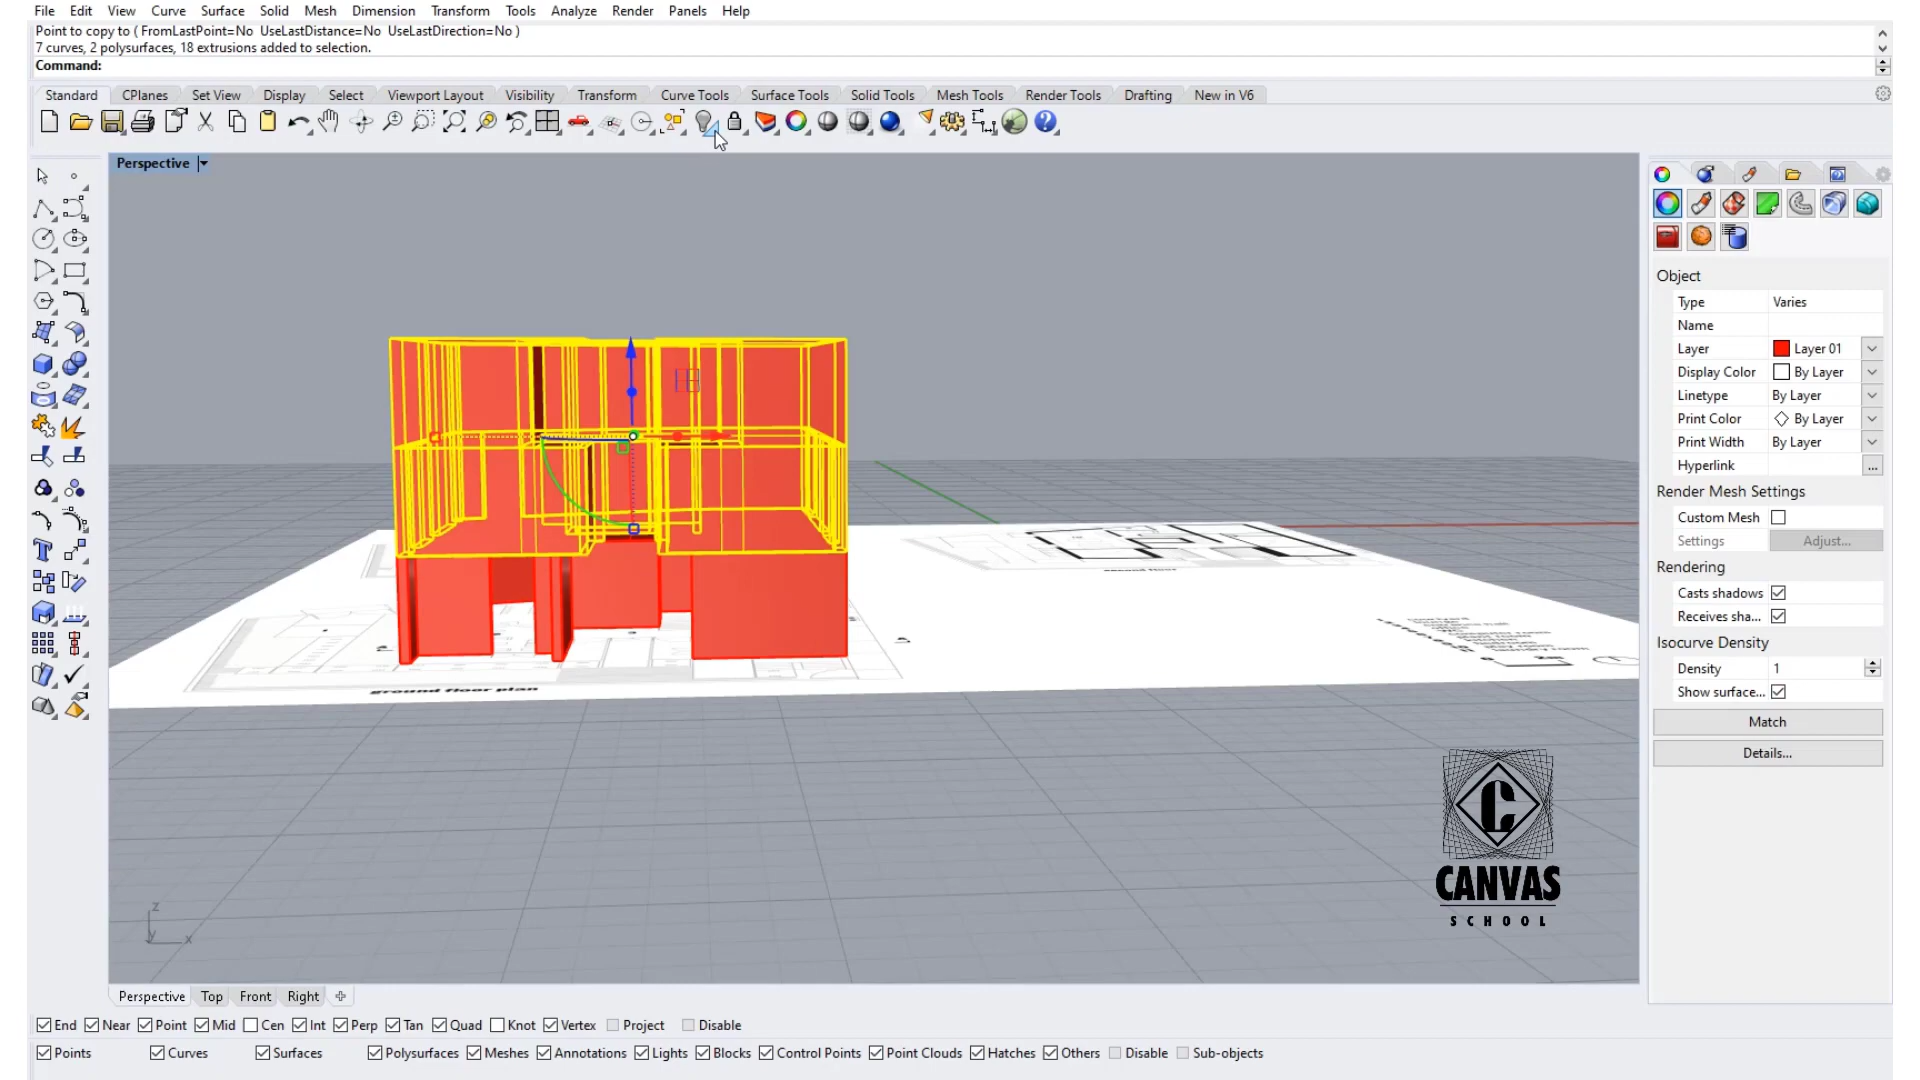 File Edit View Curve Surface Solid Mesh Dimension Transform Tools Analyze Render Panels Help
Point to copy to ( FromLastPoint=No UseLastDistance=No UseLastDirection=No )
7 curves, 2 polysurfaces, 18 extrusions added to selection.
Command:
Standard CPlanes Set View Display Select Viewport Layout Visibility Transform Curve Tools Surface Tools Solid Tools Mesh Tools Render Tools Drafting New in V6
Perspective
Object
Type Varies
Name
Layer Layer 01
Display Color By Layer
Linetype By Layer
Print Color By Layer
Print Width By Layer
Hyperlink ...
Render Mesh Settings
Custom Mesh
Settings Adjust...
Rendering
Casts shadows
Receives sha...
Isocurve Density
Density 1
Show surface...
Match
Details...
second floor
ground floor plan
CANVAS
SCHOOL
z
y x
Perspective Top Front Right
End Near Point Mid Cen Int Perp Tan Quad Knot Vertex Project Disable
Points Curves Surfaces Polysurfaces Meshes Annotations Lights Blocks Control Points Point Clouds Hatches Others Disable Sub-objects